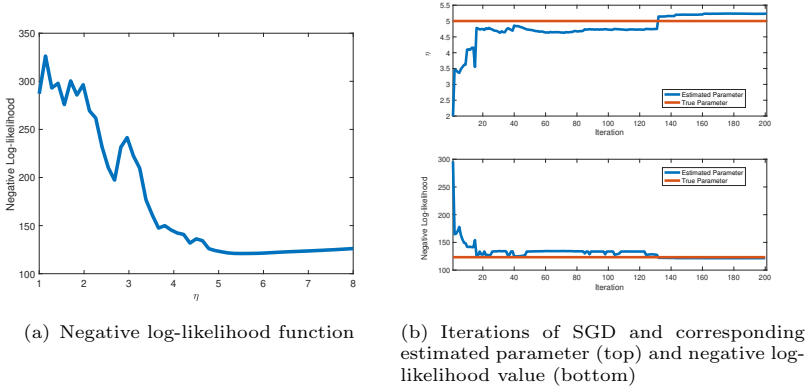 350
300
250
200
150
100
Negative Log-likelihood
1 2 3 4 5 6 7 8
η
(a) Negative log-likelihood function
5.5
5
4.5
4
3.5
3
2.5
2
η
20 40 60 80 100 120 140 160 180 200
Iteration
Estimated Parameter
True Parameter
300
250
200
150
100
Negative Log-likelihood
20 40 60 80 100 120 140 160 180 200
Iteration
Estimated Parameter
True Parameter
(b) Iterations of SGD and corresponding
estimated parameter (top) and negative log-
likelihood value (bottom)